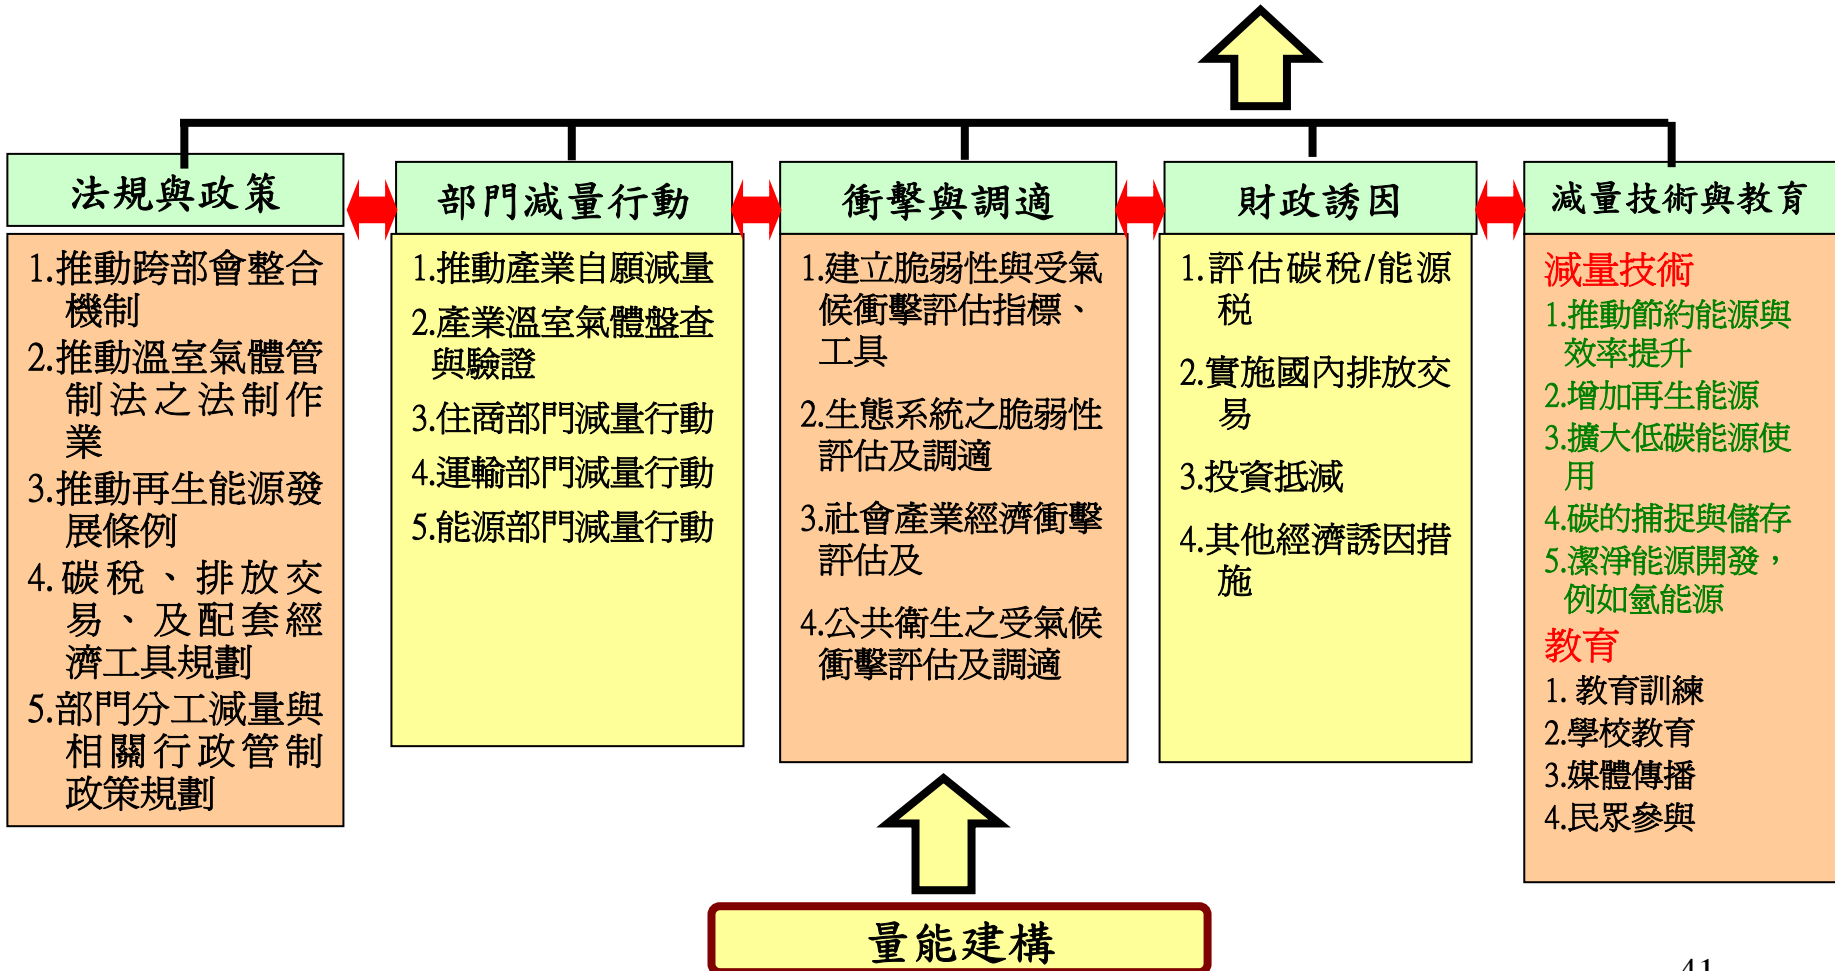 法規與政策
1.推動跨部會整合
機制
2.推動溫室氣體管
制法之法制作
業
3.推動再生能源發
展條例
4.碳稅、排放交
易、及配套經
濟工具規劃
5.部門分工減量與
相關行政管制
政策規劃
部門減量行動
1.推動產業自願減量
2.產業溫室氣體盤查
與驗證
3.住商部門減量行動
4.運輸部門減量行動
5.能源部門減量行動
衝擊與調適
1.建立脆弱性與受氣
候衝擊評估指標、
工具
2.生態系統之脆弱性
評估及調適
3.社會產業經濟衝擊
評估及
4.公共衛生之受氣候
衝擊評估及調適
財政誘因
1.評估碳稅/能源
稅
2.實施國內排放交
易
3.投資抵減
4.其他經濟誘因措
施
減量技術與教育
減量技術
1.推動節約能源與
效率提升
2.增加再生能源
3.擴大低碳能源使
用
4.碳的捕捉與儲存
5.潔淨能源開發，
例如氫能源
教育
1. 教育訓練
2.學校教育
3.媒體傳播
4.民眾參與
量能建構
41